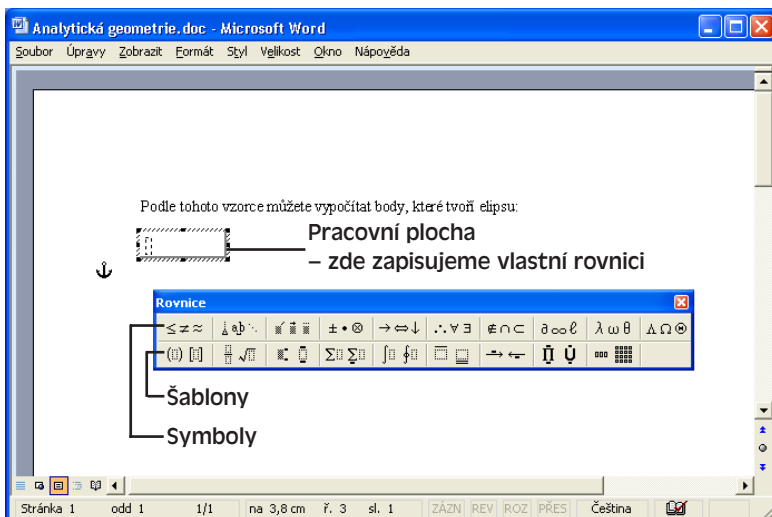 Analytická geometrie.doc - Microsoft Word
Soubor Úpravy Zobrazit Formát Styl Velikost Okno Nápověda
Podle tohoto vzorce můžete vypočítat body, které tvoří elipsu:
Pracovní plocha
– zde zapisujeme vlastní rovnici
Rovnice
≤ ≠ ≈ ± • ⊗ → ⇔ ↓ ∴ ∀ ∃ ∉ ∩ ⊂ ∂ ∞ ℓ λ ω θ Λ Ω Θ
Šablony
Symboly
Stránka 1 odd 1 1/1 na 3,8 cm ř. 3 sl. 1 ZÁZN REV ROZ PŘES Čeština